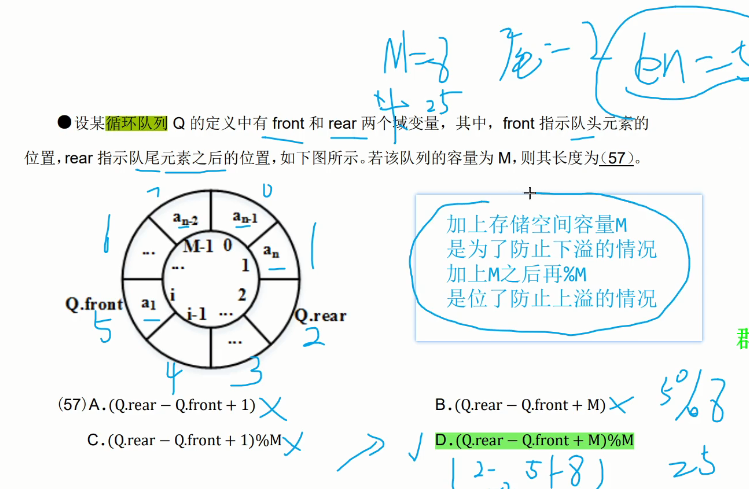 M=8 尾=2 len=5
头 25
●设某循环队列 Q 的定义中有 front 和 rear 两个域变量，其中，front 指示队头元素的
位置，rear 指示队尾元素之后的位置，如下图所示。若该队列的容量为 M，则其长度为(57)。
7 0
an-2 an-1
6 ... M-1 0 an 1
... 1
Q.front a1 i 2 Q.rear
5 i-1 ... 2
...
4 3
加上存储空间容量M
是为了防止下溢的情况
加上M之后再%M
是位了防止上溢的情况
群
(57)A.(Q.rear − Q.front + 1) B.(Q.rear − Q.front + M)
5%8
C.(Q.rear − Q.front + 1)%M D.(Q.rear − Q.front + M)%M
(2-5+8) =5